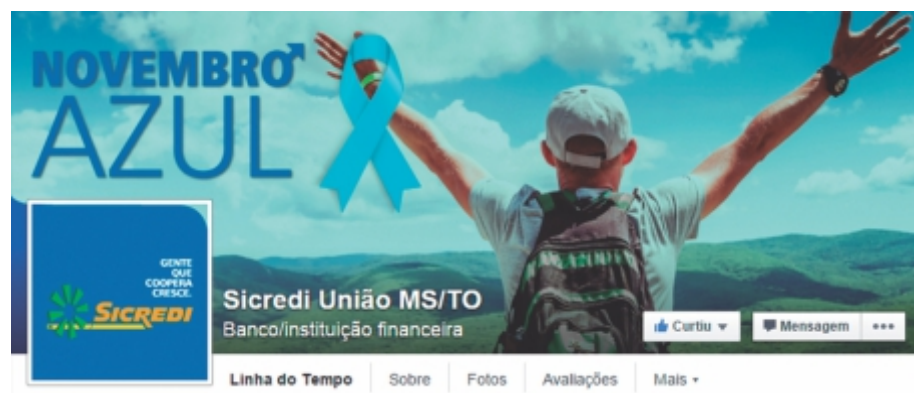 NOVEMBRO
AZUL
GENTE
QUE
COOPERA
CRESCE.
SICREDI
Sicredi União MS/TO
Banco/instituição financeira
Curtiu
Mensagem
Linha do Tempo
Sobre
Fotos
Avaliações
Mais